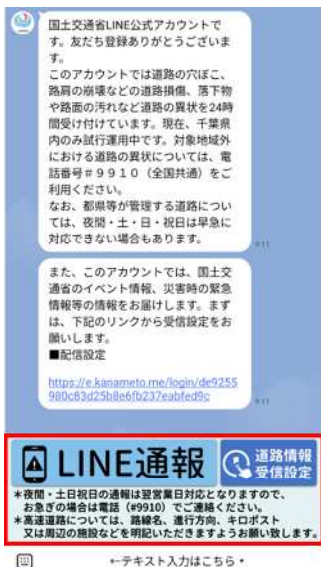 国土交通省LINE公式アカウントで
す。友だち登録ありがとうございま
す。
このアカウントでは道路の穴ぼこ、
路肩の崩壊などの道路損傷、落下物
や路面の汚れなど道路の異状を24時
間受け付けています。現在、千葉県
内のみ試行運用中です。対象地域外
における道路の異状については、電
話番号#9910(全国共通)をご
利用ください。
なお、都県等が管理する道路につい
ては、夜間・土・日・祝日は早急に
対応できない場合もあります。
9:11
また、このアカウントでは、国土交
通省のイベント情報、災害時の緊急
情報等の情報をお届けします。まず
は、下記のリンクから受信設定をお
願いします。
■配信設定
https://e.kanameto.me/login/de9255
980c83d25b8e6fb237eabfed9c
9:11
LINE通報
道路情報
受信設定
*夜間・土日祝日の通報は翌営業日対応となりますので、
お急ぎの場合は電話(#9910)でご連絡ください。
*高速道路については、路線名、進行方向、キロポスト
又は周辺の施設などを明記いただきますようお願い致します。
←テキスト入力はこちら・